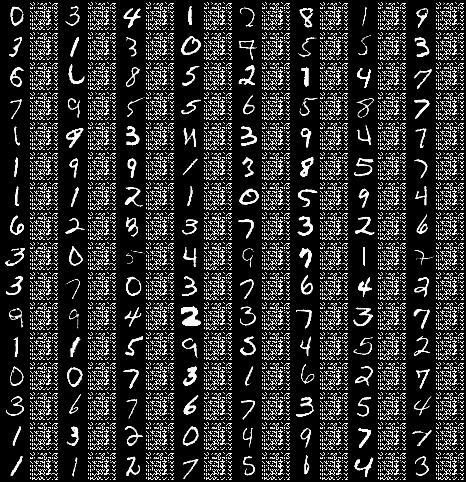 0 3 4 1 2 8 1 9
3 1 3 0 7 5 5 3
6 6 8 5 2 1 4 7
7 9 5 5 6 5 8 7
1 9 3 4 3 9 4 7
1 9 9 1 3 8 5 7
1 1 2 1 0 5 9 4
6 2 8 3 7 3 2 6
3 0 5 4 9 7 1 7
3 7 0 3 7 6 4 2
9 9 4 2 3 7 3 7
1 1 5 9 5 4 5 2
0 0 7 3 1 6 2 7
3 6 7 6 7 3 5 4
1 3 2 0 4 9 7 7
1 1 2 7 5 1 4 3